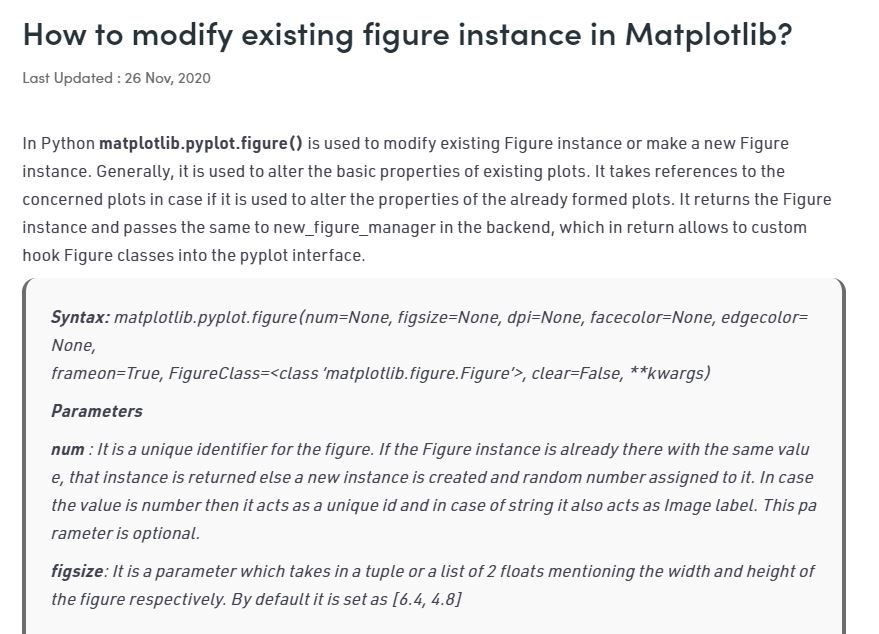 How to modify existing figure instance in Matplotlib?
Last Updated : 26 Nov, 2020
In Python matplotlib.pyplot.figure() is used to modify existing Figure instance or make a new Figure
instance. Generally, it is used to alter the basic properties of existing plots. It takes references to the
concerned plots in case if it is used to alter the properties of the already formed plots. It returns the Figure
instance and passes the same to new_figure_manager in the backend, which in return allows to custom
hook Figure classes into the pyplot interface.
Syntax: matplotlib.pyplot.figure(num=None, figsize=None, dpi=None, facecolor=None, edgecolor=
None,
frameon=True, FigureClass=<class ‘matplotlib.figure.Figure’>, clear=False, **kwargs)
Parameters
num : It is a unique identifier for the figure. If the Figure instance is already there with the same valu
e, that instance is returned else a new instance is created and random number assigned to it. In case
the value is number then it acts as a unique id and in case of string it also acts as Image label. This pa
rameter is optional.
figsize: It is a parameter which takes in a tuple or a list of 2 floats mentioning the width and height of
the figure respectively. By default it is set as [6.4, 4.8]